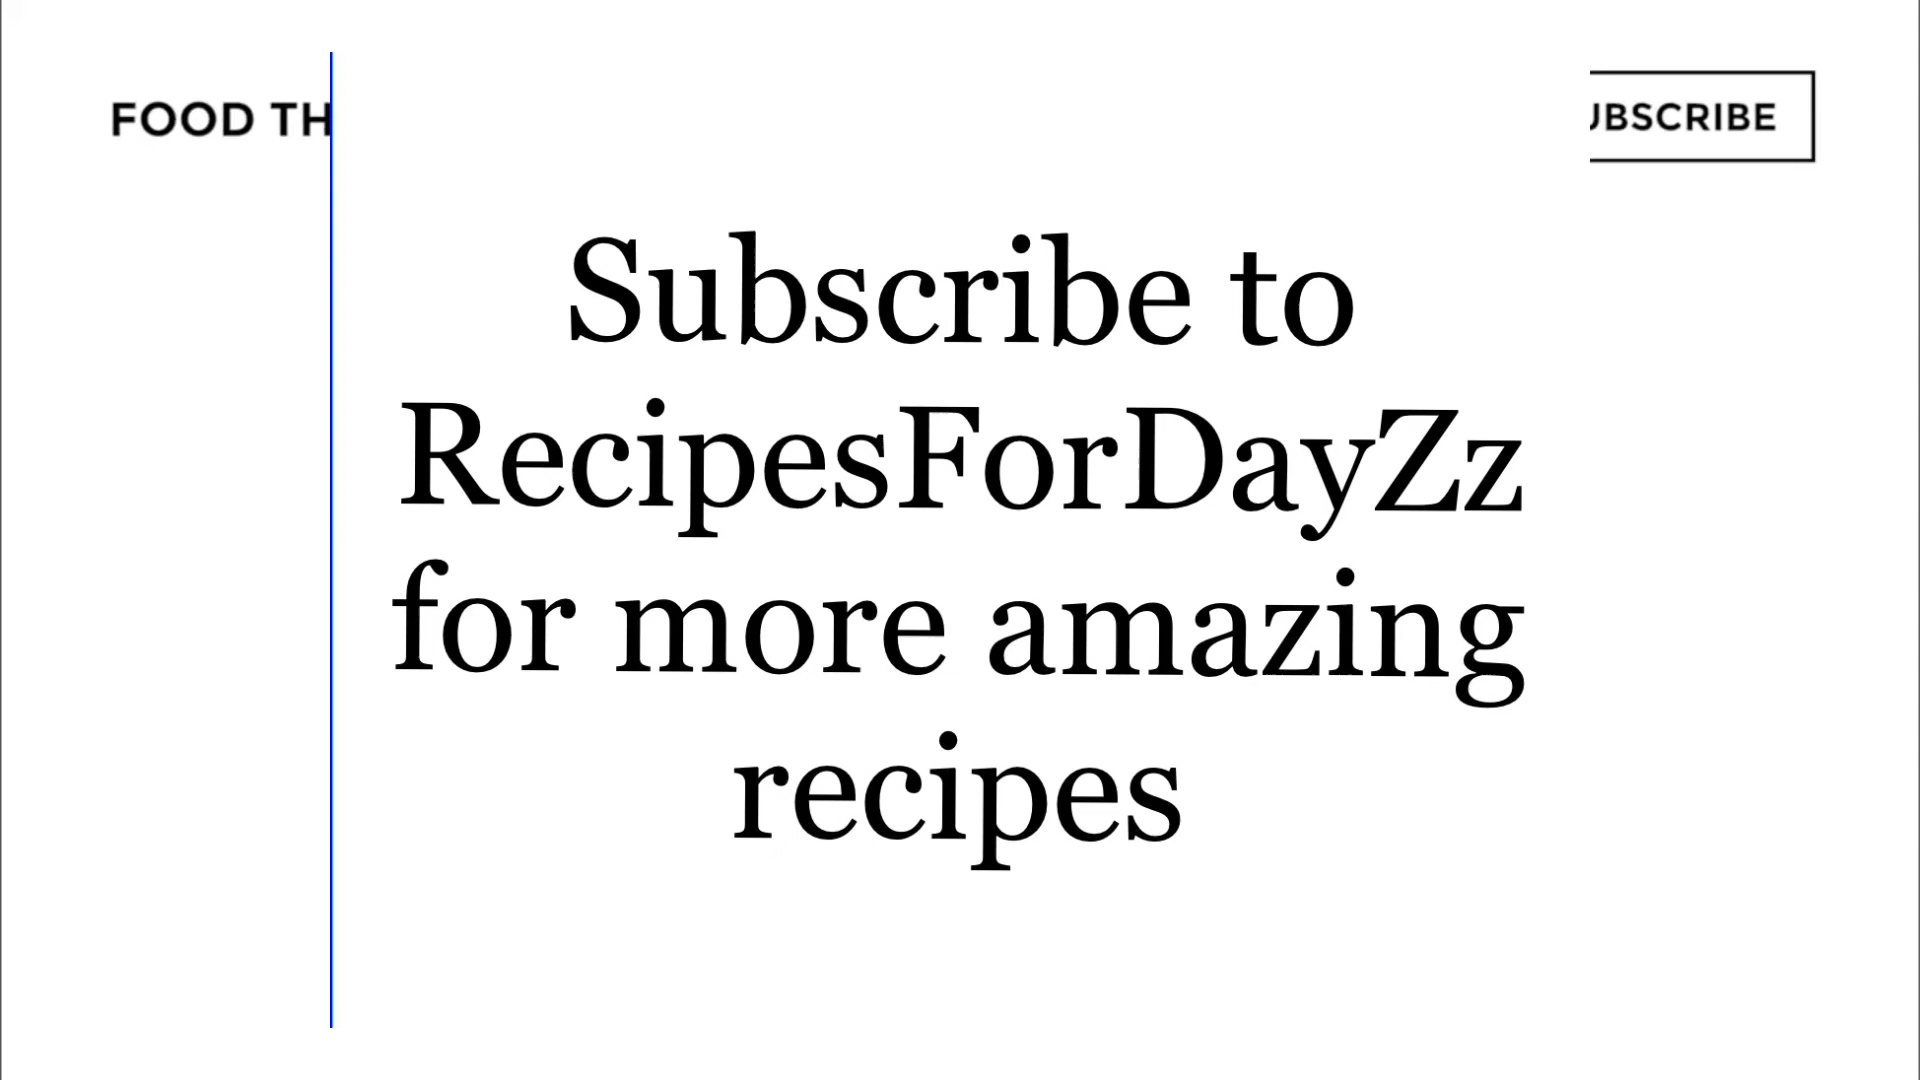 FOOD TH
UBSCRIBE
Subscribe to
RecipesForDayZz
for more amazing
recipes